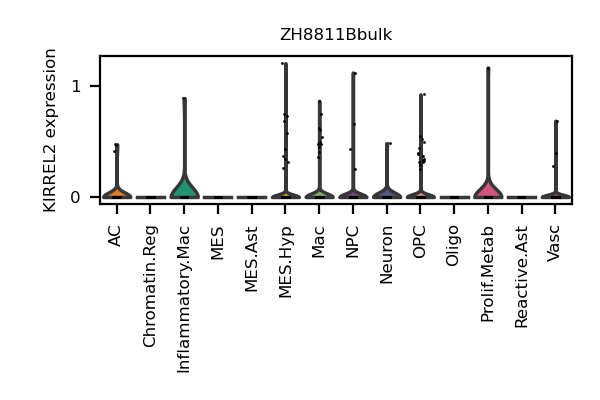 ZH8811Bbulk
KIRREL2 expression
1
0
AC
Chromatin.Reg
Inflammatory.Mac
MES
MES.Ast
MES.Hyp
Mac
NPC
Neuron
OPC
Oligo
Prolif.Metab
Reactive.Ast
Vasc